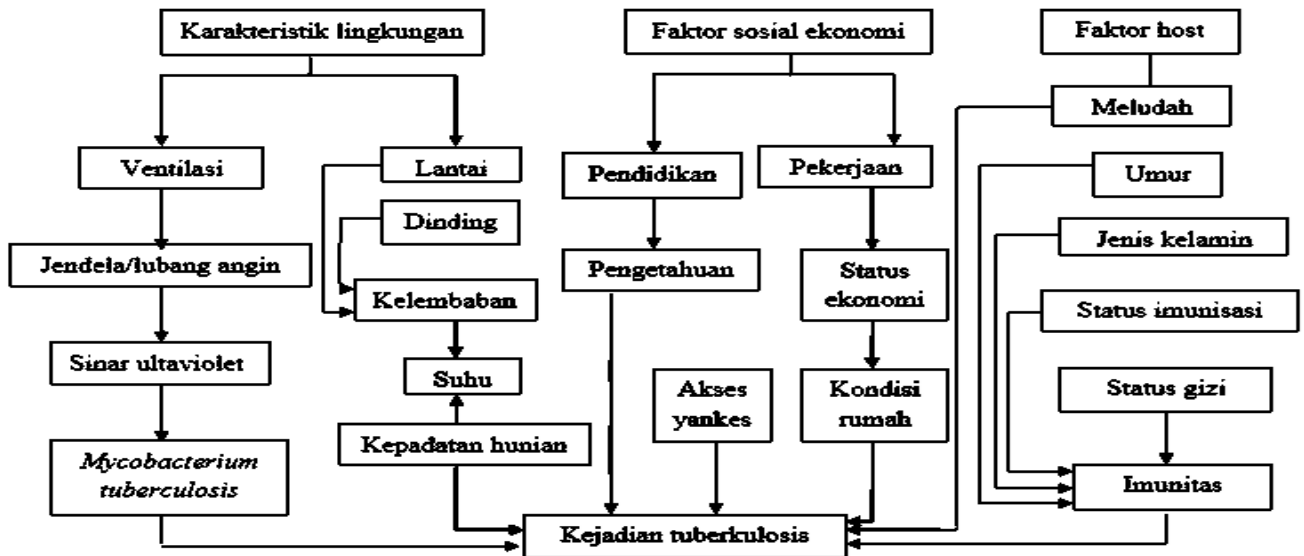 Karakteristik lingkungan
Faktor sosial ekonomi
Faktor host
Meludah
Ventilasi
Lantai
Pendidikan
Pekerjaan
Umur
Dinding
Jendela/lubang angin
Pengetahuan
Status
ekonomi
Jenis kelamin
Kelembaban
Status imunisasi
Sinar ultaviolet
Suhu
Akses
yankes
Kondisi
rumah
Status gizi
Kepadatan hunian
Mycobacterium
tuberculosis
Imunitas
Kejadian tuberkulosis